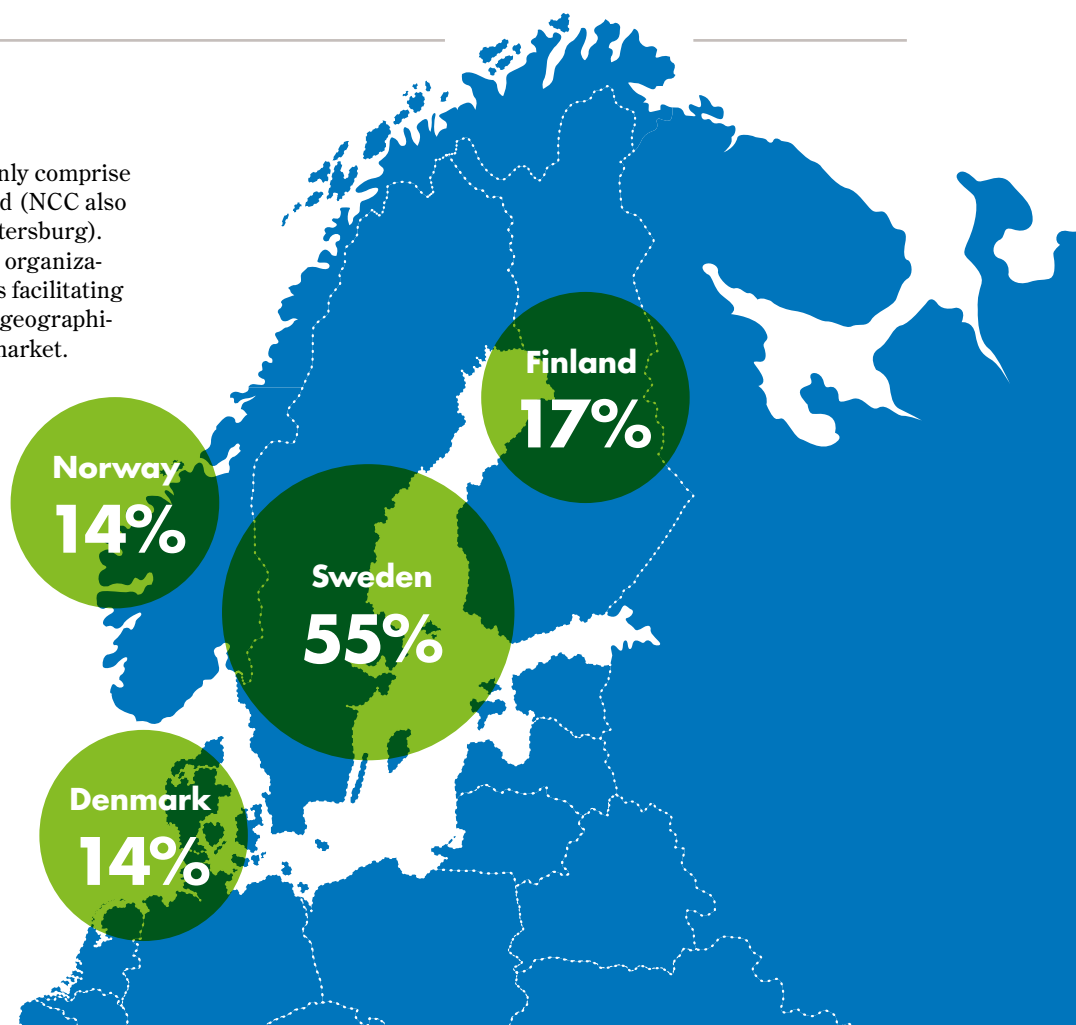 nly comprise
d (NCC also
tersburg).
organiza-
s facilitating
geographi-
narket.
Finland
17%
Norway
14%
Sweden
55%
Denmark
14%